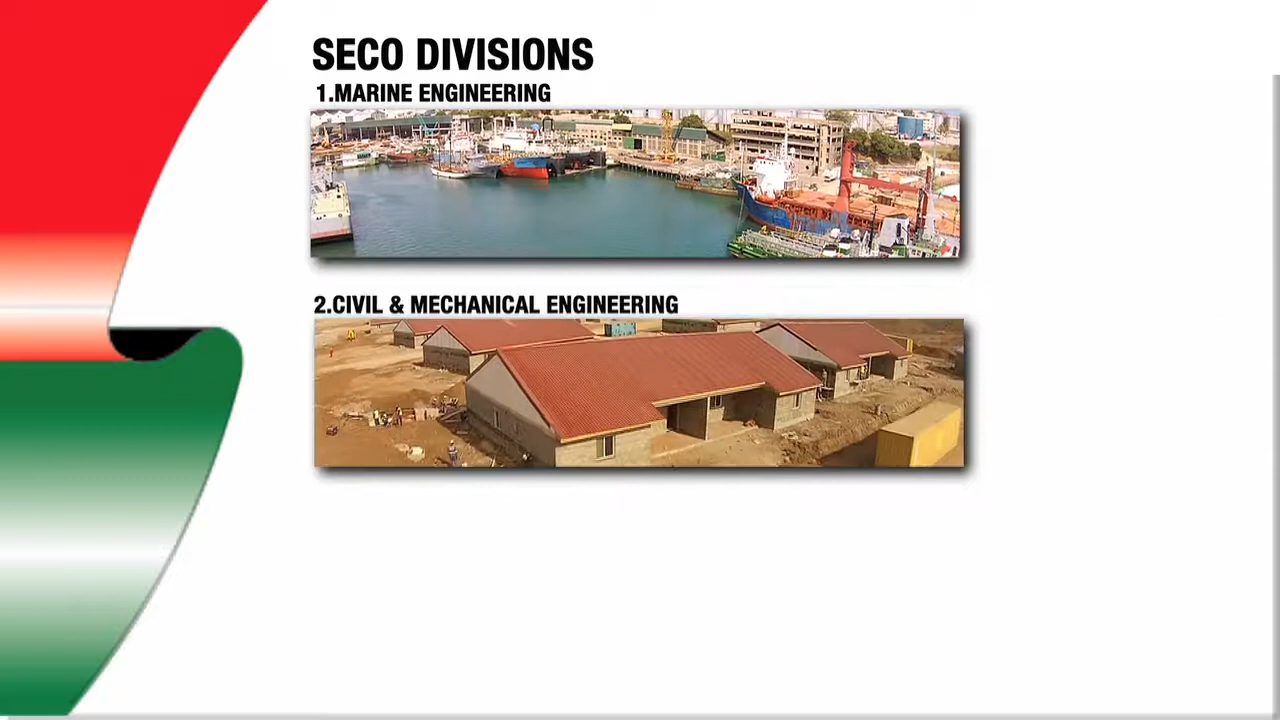 SECO DIVISIONS
1.MARINE ENGINEERING
2.CIVIL & MECHANICAL ENGINEERING